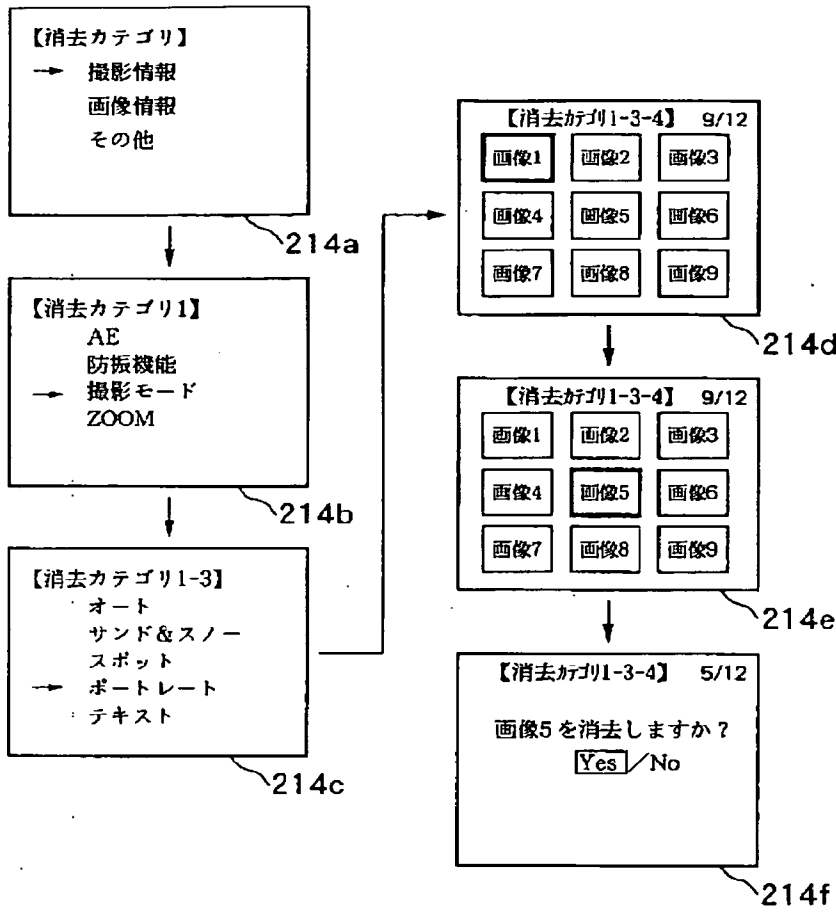 【消去カテゴリ】
→ 撮影情報
画像情報
その他
214a
【消去カテゴリ1】
AE
防振機能
→ 撮影モード
ZOOM
214b
【消去カテゴリ1-3】
オート
サンド&スノー
スポット
→ ポートレート
テキスト
214c
【消去カテゴリ1-3-4】 9/12
画像1 画像2 画像3
画像4 画像5 画像6
画像7 画像8 画像9
214d
【消去カテゴリ1-3-4】 9/12
画像1 画像2 画像3
画像4 画像5 画像6
画像7 画像8 画像9
214e
【消去カテゴリ1-3-4】 5/12
画像5を消去しますか?
Yes/No
214f